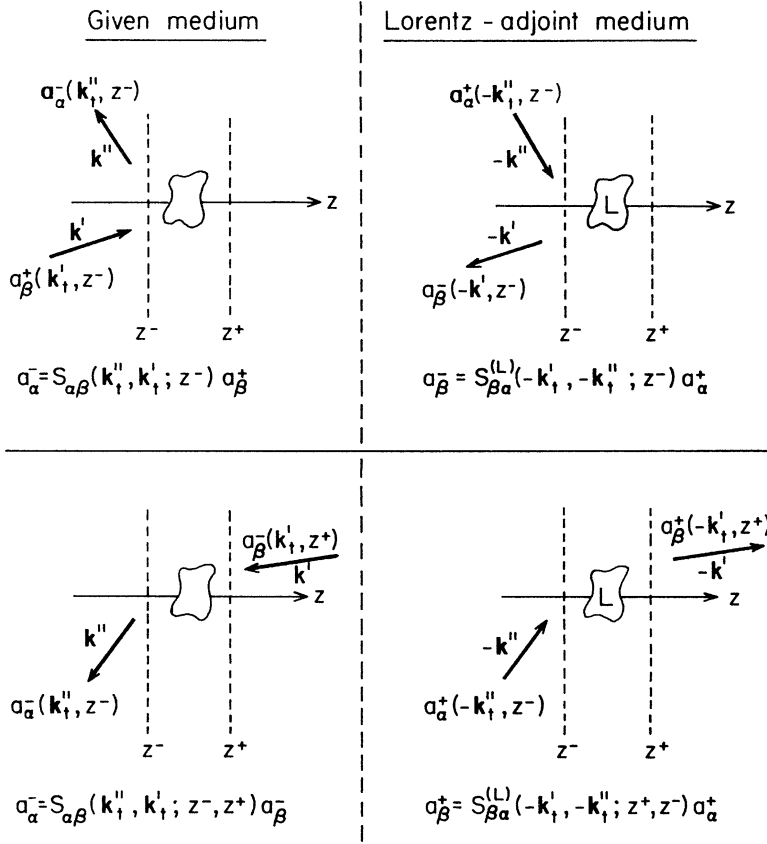 Given medium
a⁻_α(k″_t, z⁻)
k″
z
k′
a⁺_β(k′_t, z⁻)
z⁻
z⁺
a⁻_α = S_αβ(k″_t, k′_t; z⁻) a⁺_β
Lorentz - adjoint medium
a⁺_α(-k″_t, z⁻)
-k″
L
z
-k′
a⁻_β(-k′, z⁻)
z⁻
z⁺
a⁻_β = S^(L)_βα(-k′_t, -k″_t; z⁻) a⁺_α
a⁻_β(k′_t, z⁺)
k′
z
k″
a⁻_α(k″_t, z⁻)
z⁻
z⁺
a⁻_α = S_αβ(k″_t, k′_t; z⁻, z⁺) a⁻_β
a⁺_β(-k′_t, z⁺)
-k′
L
z
-k″
a⁺_α(-k″_t, z⁻)
z⁻
z⁺
a⁺_β = S^(L)_βα(-k′_t, -k″_t; z⁺, z⁻) a⁺_α